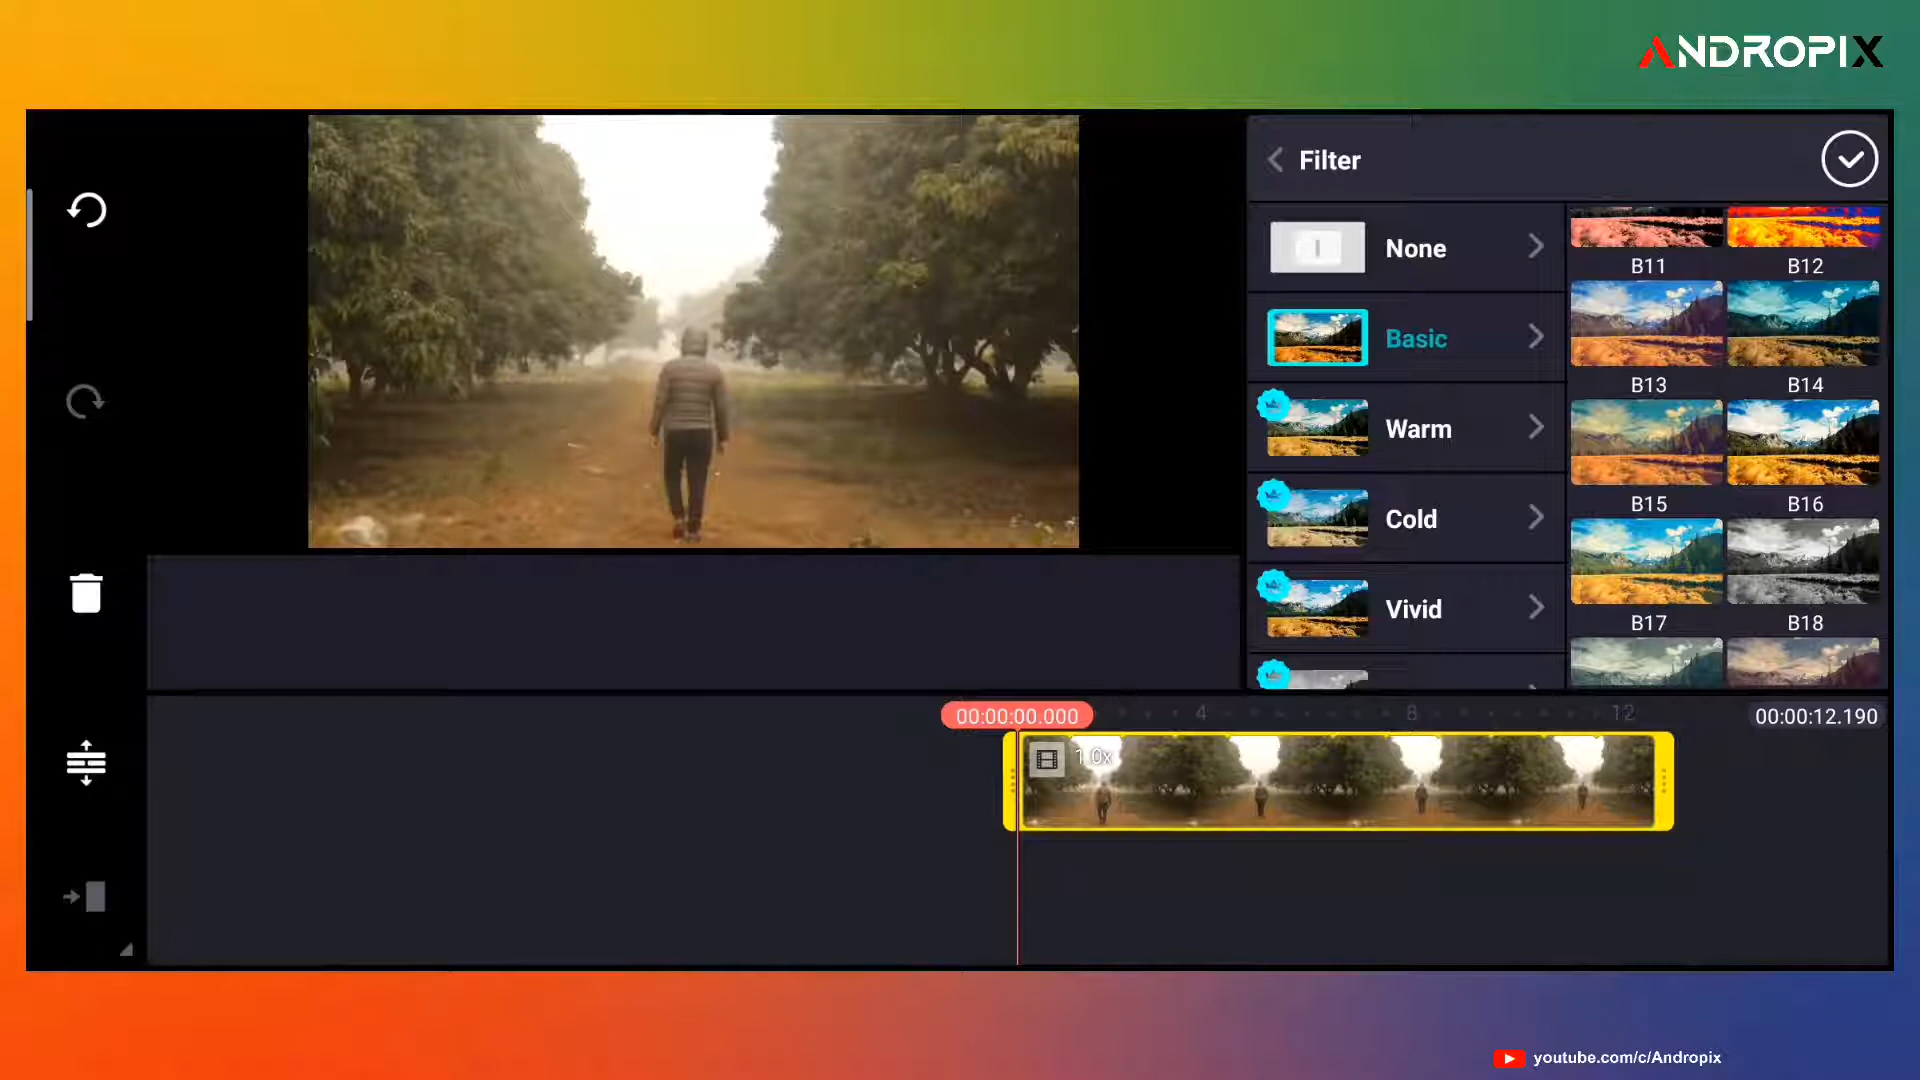 ANDROPIX
Filter
None
Basic
Warm
Cold
Vivid
B11
B12
B13
B14
B15
B16
B17
B18
00:00:00.000
4
8
12
00:00:12.190
1.0x
youtube.com/c/Andropix